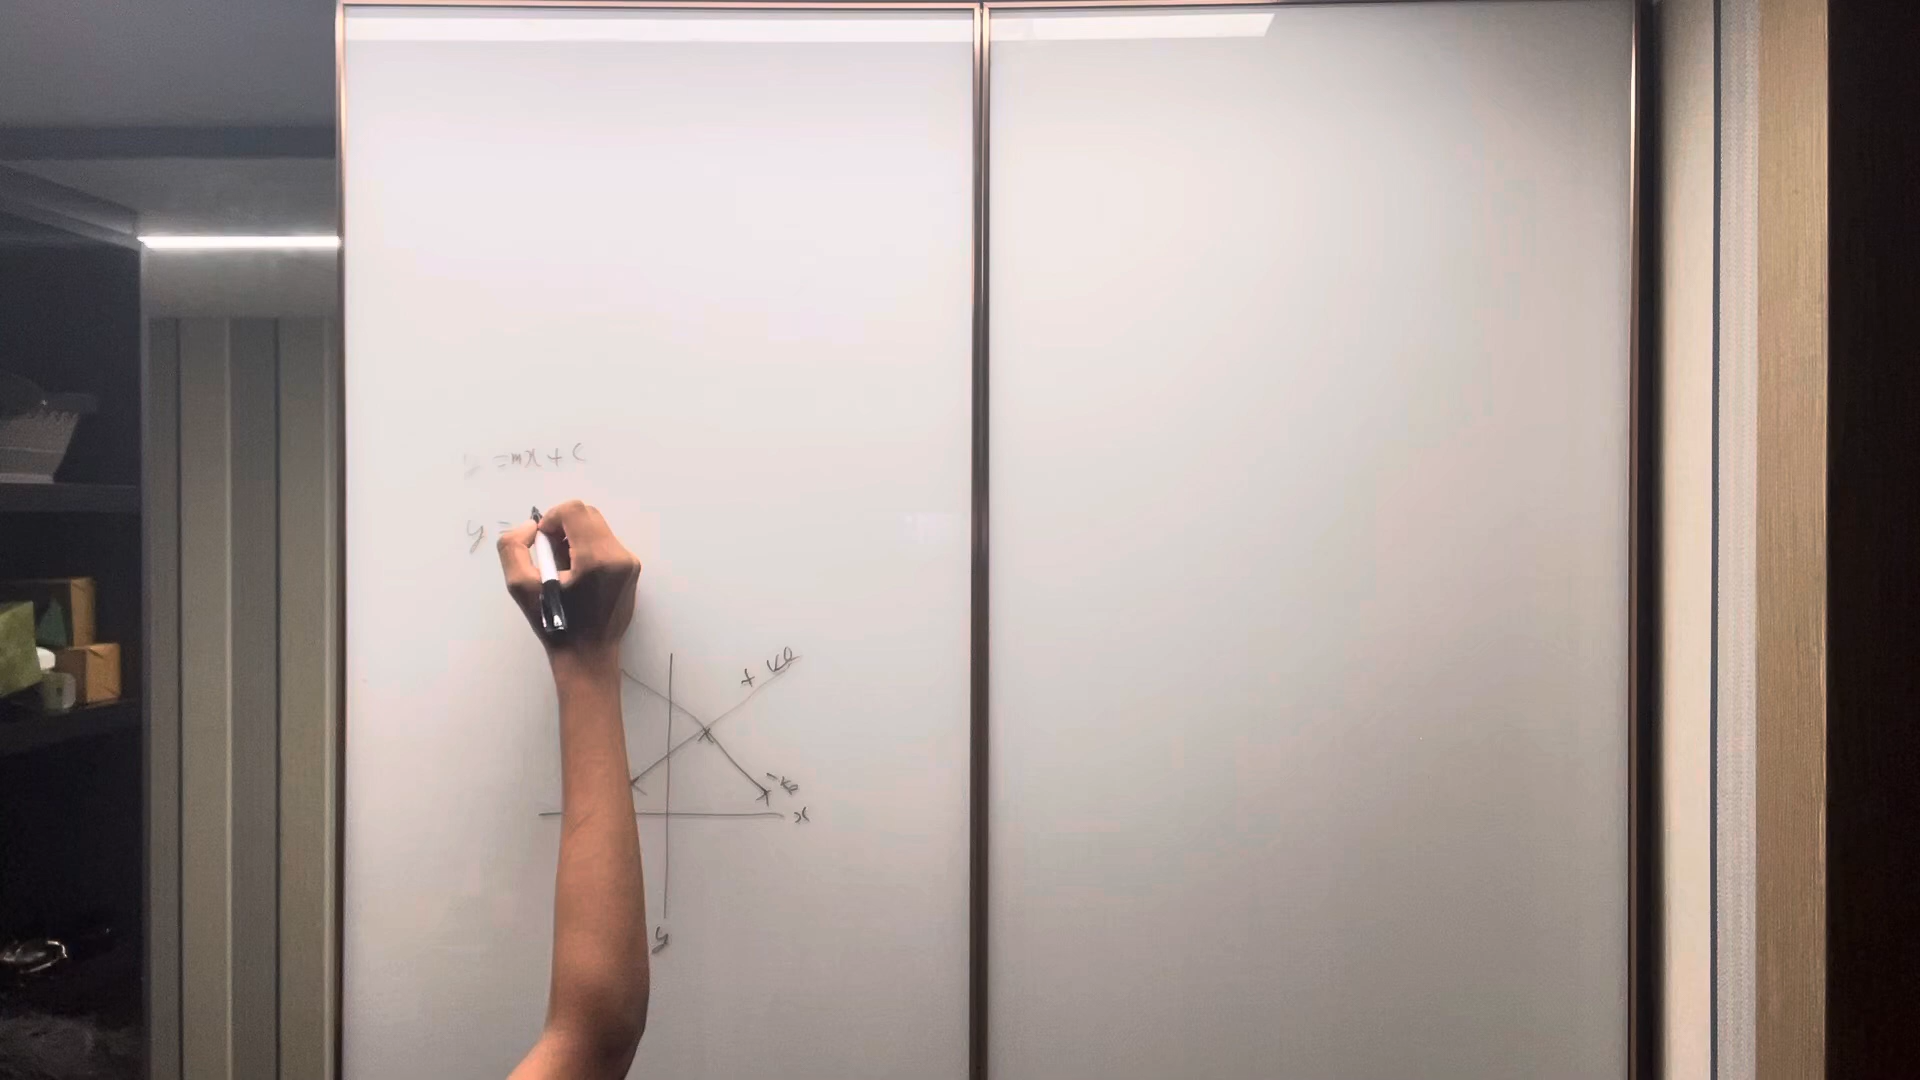 y = mx + c
y =
+ ve
- ve
x
y